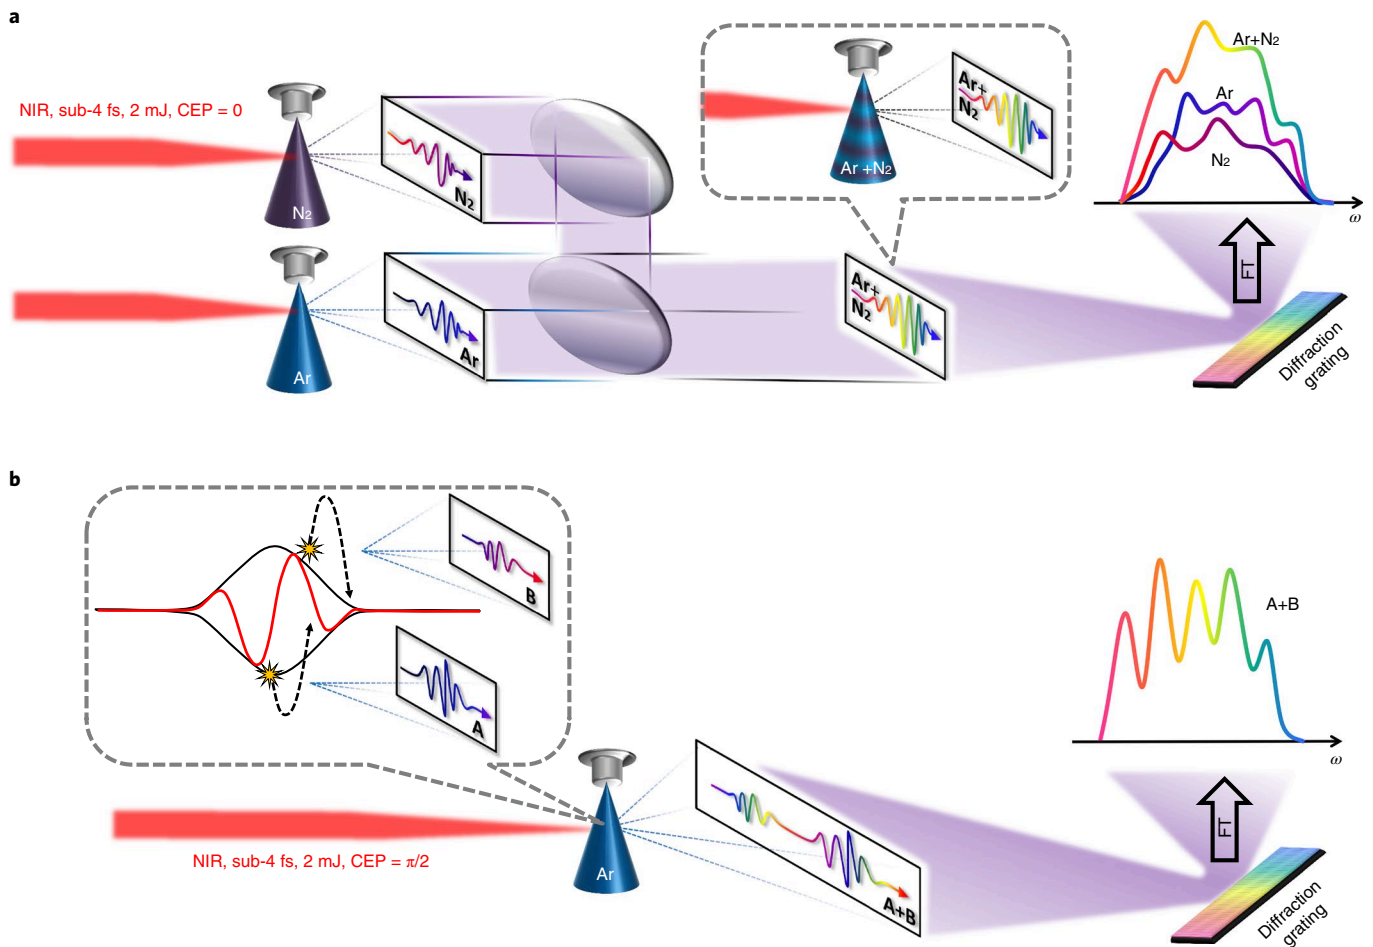 a
NIR, sub-4 fs, 2 mJ, CEP = 0
N2
N2
Ar
Ar
Ar +N2
Ar+
N2
Ar+
N2
Ar+N2
Ar
N2
ω
FT
Diffraction
grating
b
B
A
NIR, sub-4 fs, 2 mJ, CEP = π/2
Ar
A+B
A+B
ω
FT
Diffraction
grating